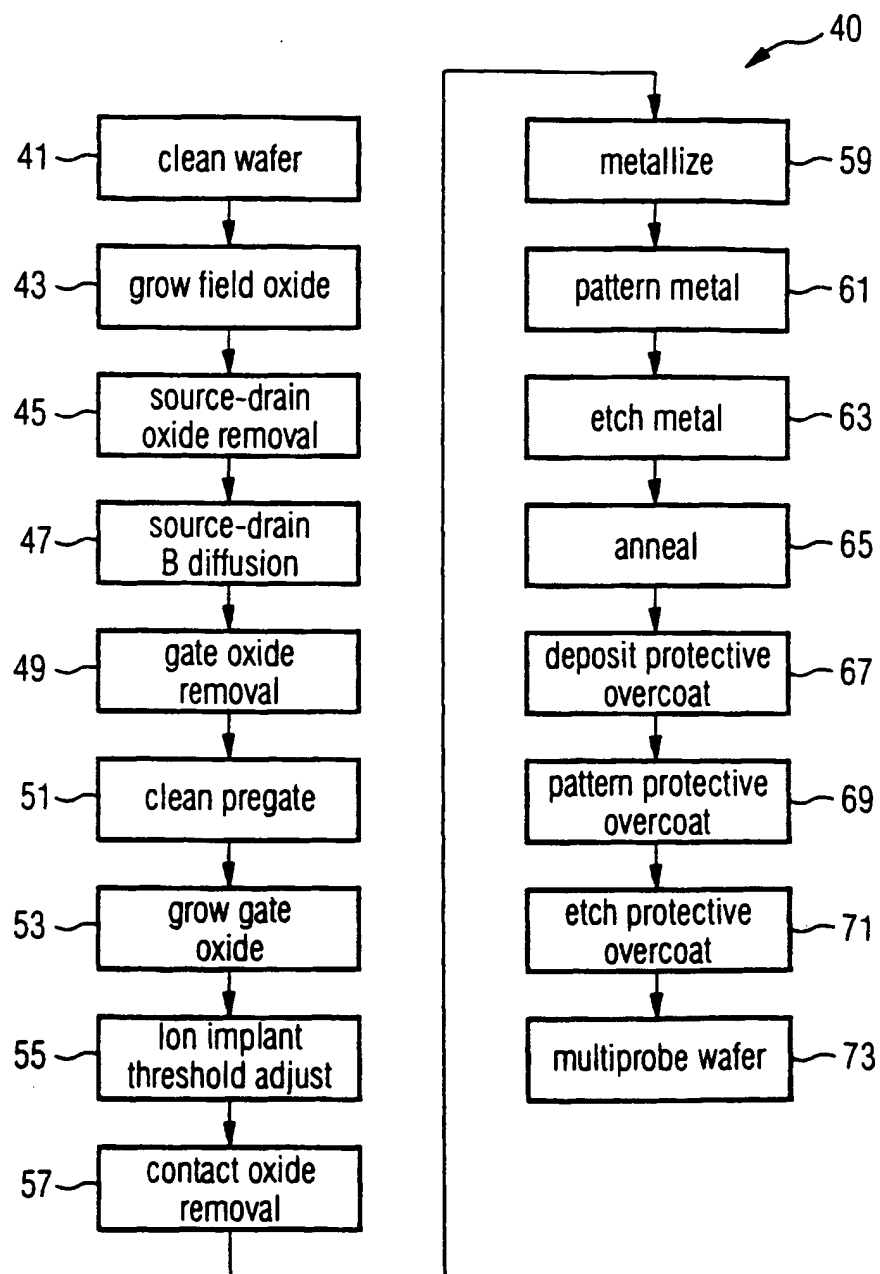 40
41
clean wafer
43
grow field oxide
45
source-drain
oxide removal
47
source-drain
B diffusion
49
gate oxide
removal
51
clean pregate
53
grow gate
oxide
55
Ion implant
threshold adjust
57
contact oxide
removal
metallize
59
pattern metal
61
etch metal
63
anneal
65
deposit protective
overcoat
67
pattern protective
overcoat
69
etch protective
overcoat
71
multiprobe wafer
73